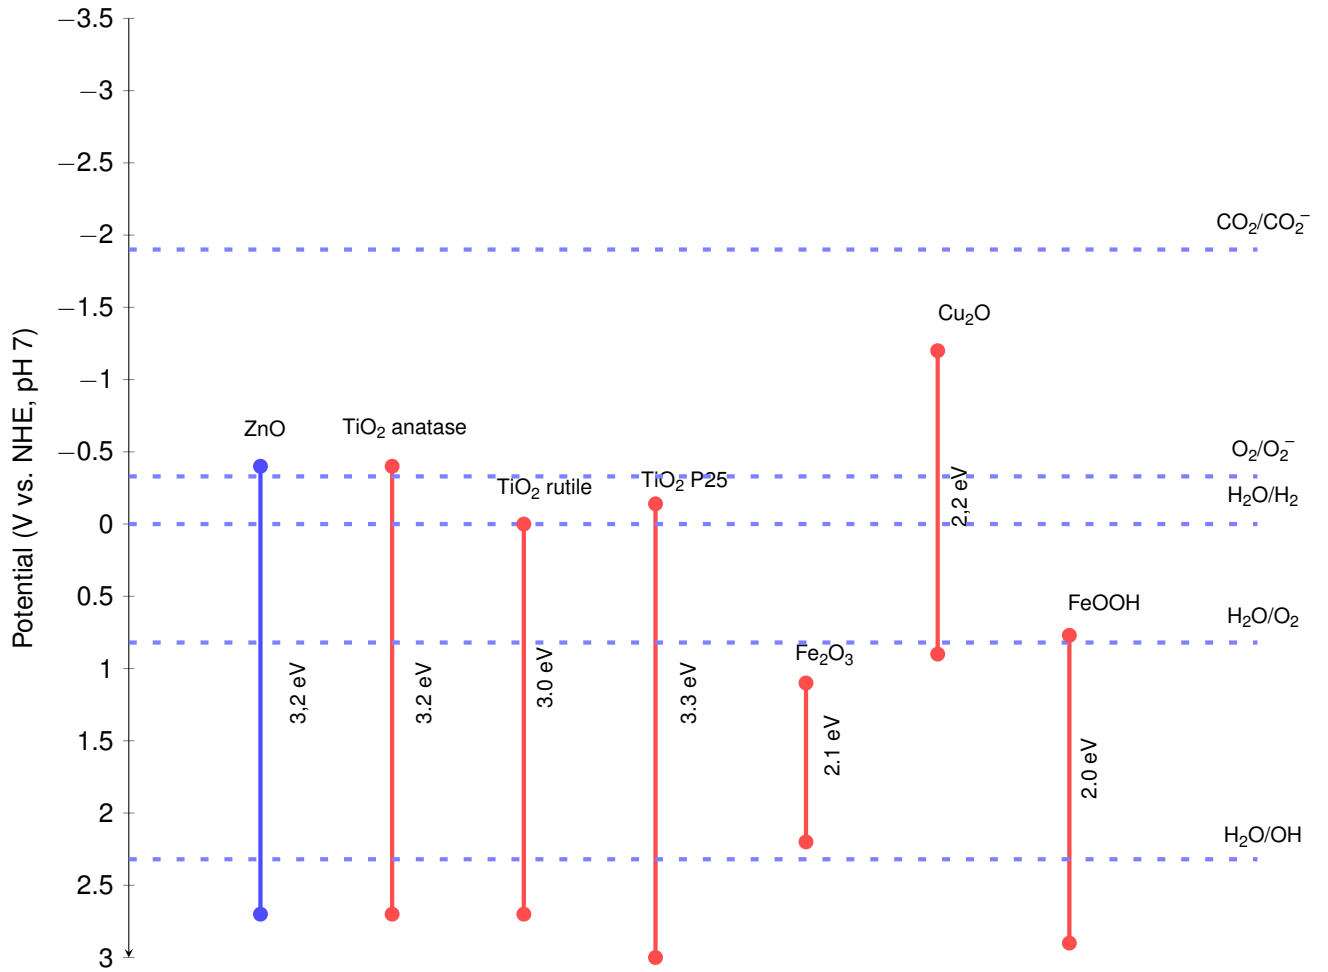 −3.5
−3
−2.5
−2
−1.5
−1
−0.5
0
0.5
1
1.5
2
2.5
3
Potential (V vs. NHE, pH 7)
CO₂/CO₂⁻
O₂/O₂⁻
H₂O/H₂
H₂O/O₂
H₂O/OH
ZnO
3,2 eV
TiO₂ anatase
3.2 eV
TiO₂ rutile
3.0 eV
TiO₂ P25
3.3 eV
Fe₂O₃
2.1 eV
Cu₂O
2,2 eV
FeOOH
2.0 eV